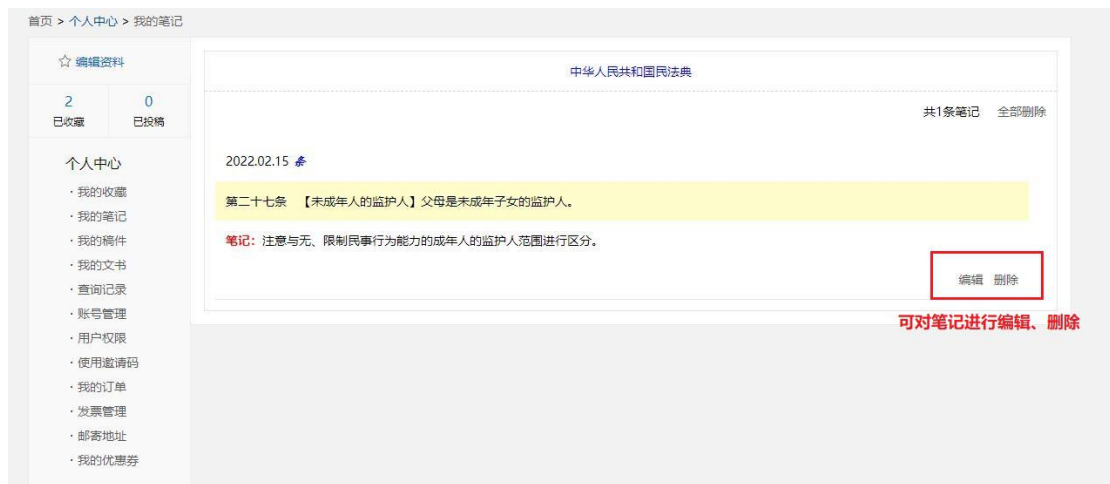 首页 > 个人中心 > 我的笔记
☆ 编辑资料
2 0
已收藏 已投稿
个人中心
·我的收藏
·我的笔记
·我的稿件
·我的文书
·查询记录
·账号管理
·用户权限
·使用邀请码
·我的订单
·发票管理
·邮寄地址
·我的优惠券
中华人民共和国民法典
共1条笔记 全部删除
2022.02.15 条
第二十七条 【未成年人的监护人】父母是未成年子女的监护人。
笔记：注意与无、限制民事行为能力的成年人的监护人范围进行区分。
编辑 删除
可对笔记进行编辑、删除